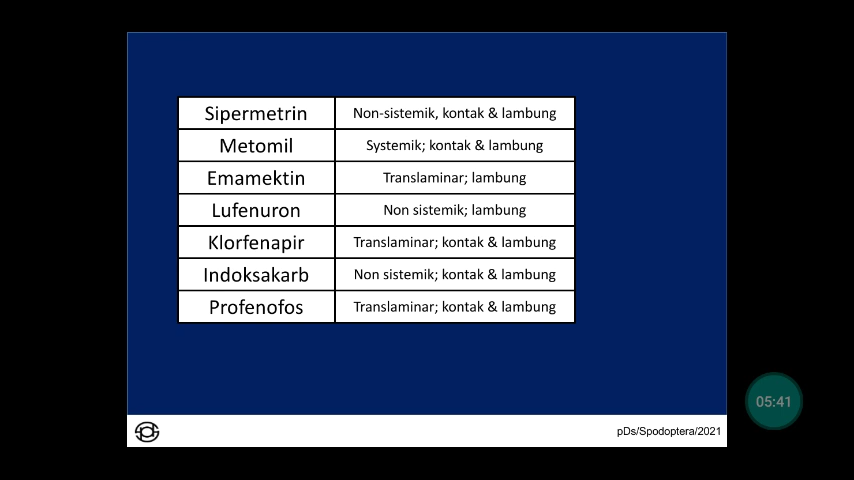 Sipermetrin Non-sistemik, kontak & lambung
Metomil Systemik; kontak & lambung
Emamektin Translaminar; lambung
Lufenuron Non sistemik; lambung
Klorfenapir Translaminar; kontak & lambung
Indoksakarb Non sistemik; kontak & lambung
Profenofos Translaminar; kontak & lambung
05:41
pDs/Spodoptera/2021